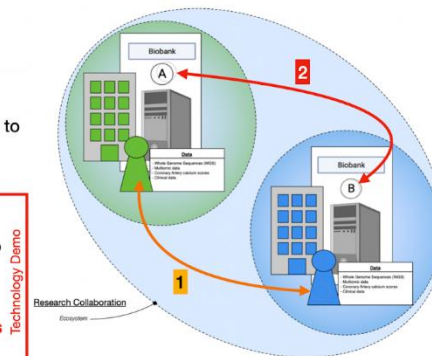 Biobank
A
2
to
Data
- Whole Genome Sequences (WGS)
- Multiomic data
- Coronary Artery calcium scores
- Clinical data
Biobank
B
Technology Demo
1
Data
- Whole Genome Sequences (WGS)
- Multiomic data
- Coronary Artery calcium scores
- Clinical data
Research Collaboration
Ecosystem